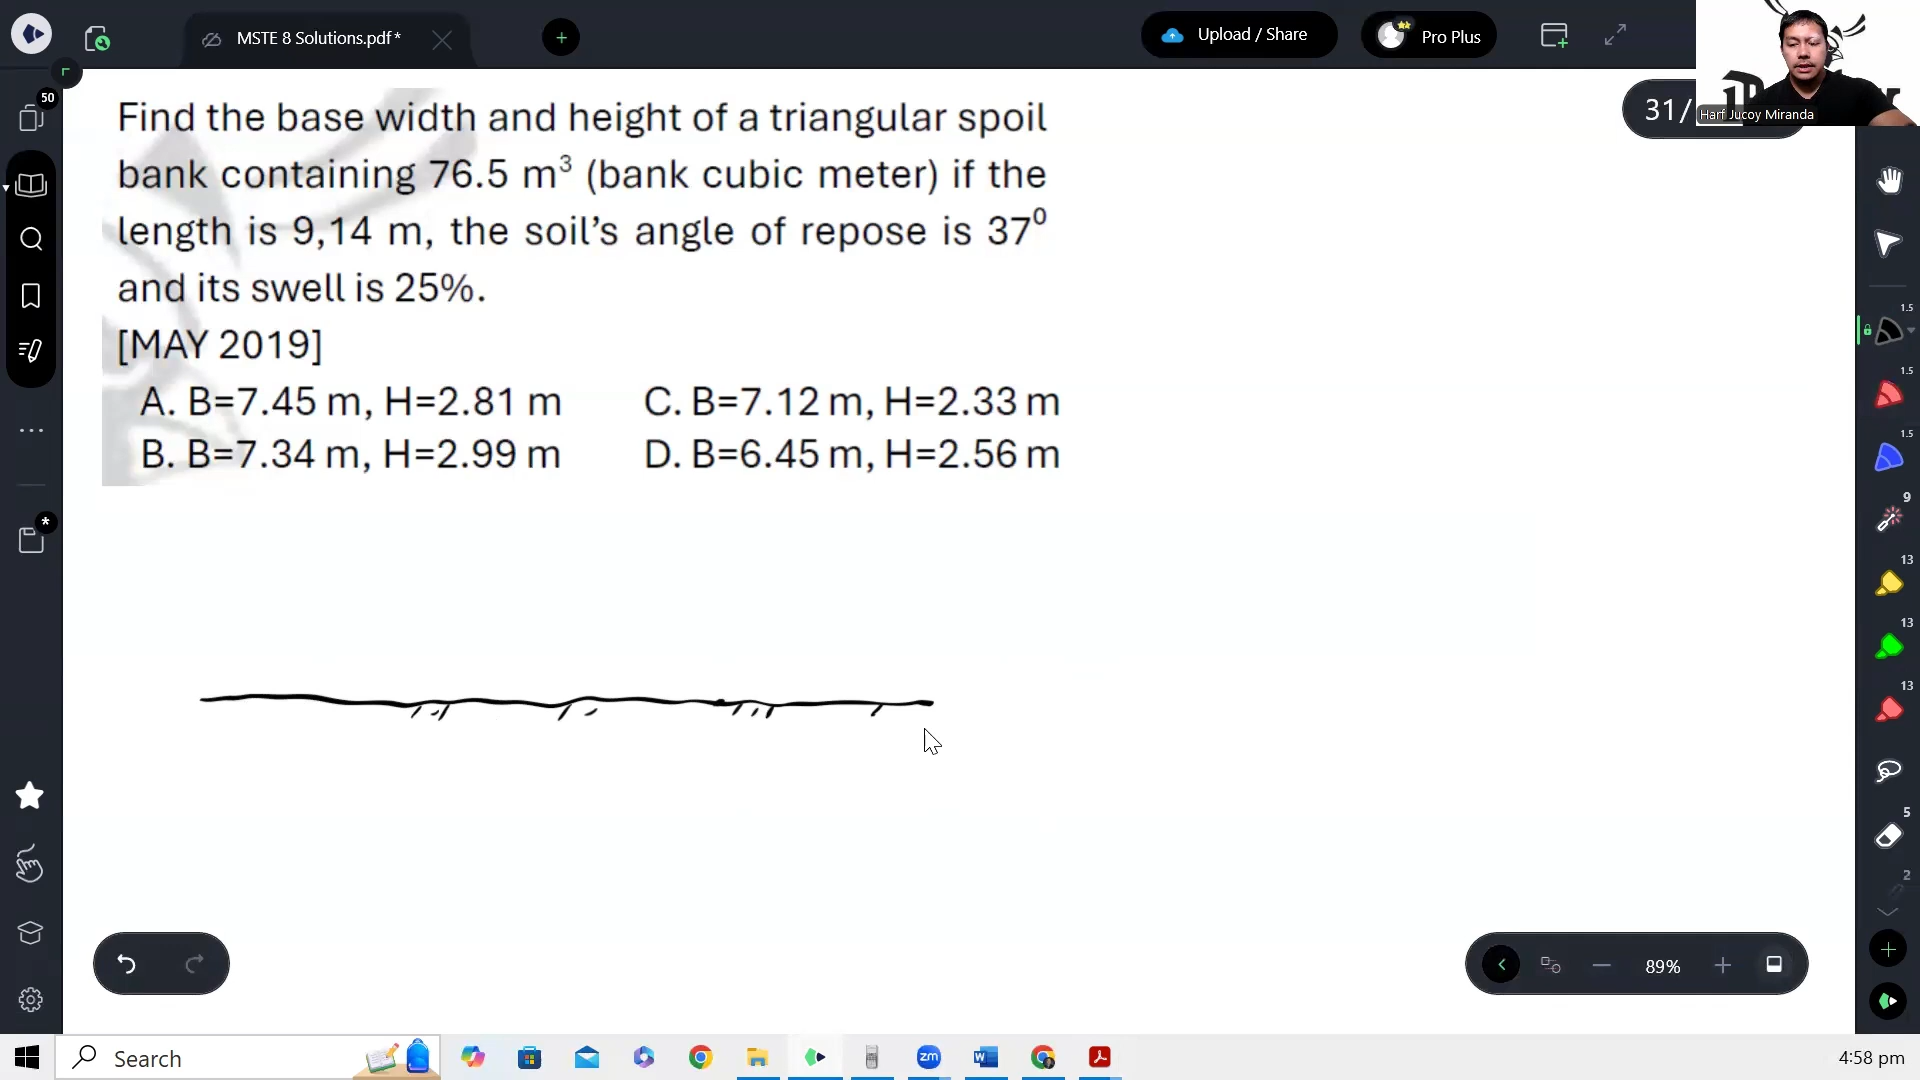 MSTE 8 Solutions.pdf*
Upload / Share
Pro Plus
50
31/
Harf Jucoy Miranda
Find the base width and height of a triangular spoil
bank containing 76.5 m³ (bank cubic meter) if the
length is 9,14 m, the soil’s angle of repose is 37⁰
and its swell is 25%.
[MAY 2019]
A. B=7.45 m, H=2.81 m
C. B=7.12 m, H=2.33 m
B. B=7.34 m, H=2.99 m
D. B=6.45 m, H=2.56 m
1.5
1.5
1.5
9
13
13
13
5
2
89%
Search
zm
4:58 pm